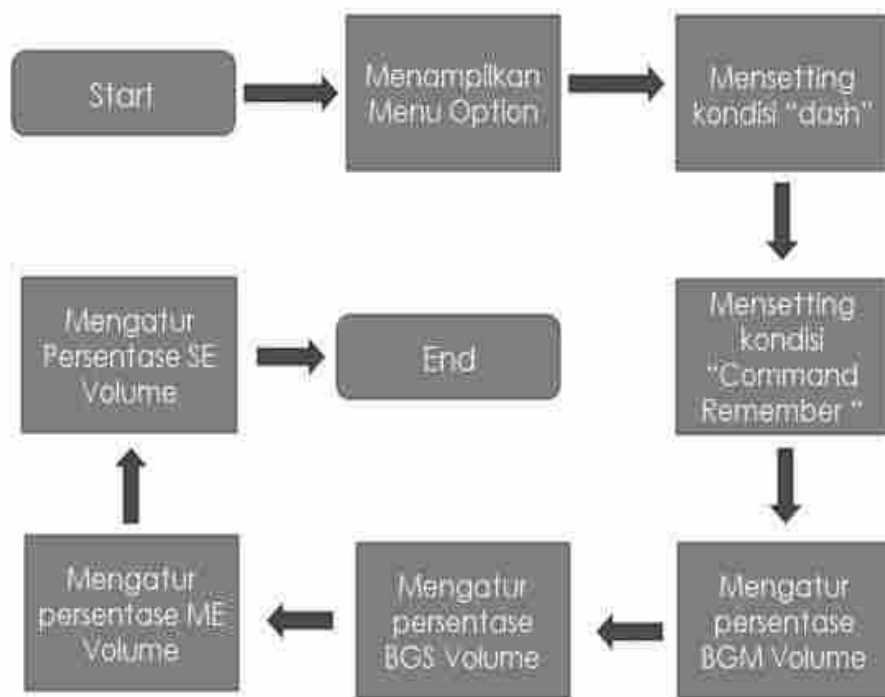 Start
Menampilkan
Menu Option
Mensetting
kondisi “dash”
Mensetting
kondisi
“Command
Remember “
Mengatur
persentase
BGM Volume
Mengatur
persentase
BGS Volume
Mengatur
persentase ME
Volume
Mengatur
Persentase SE
Volume
End